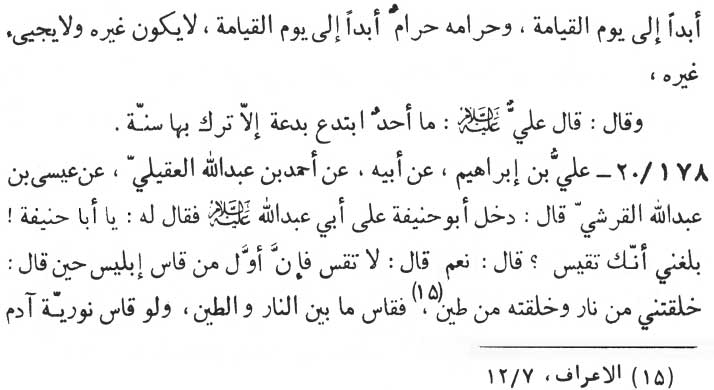 أبداً إلى يوم القيامة ، وحرامه حرامٌ أبداً إلى يوم القيامة ، لايكون غيره ولايجيىء
غيره ،
وقال : قال عليٌّ عليه السلام : ما أحدٌ ابتدع بدعة إلاّ ترك بها سنّة .
٢٠/١٧٨ ــ عليُّ بن إبراهيم ، عن أبيه ، عن أحمدبن عبدالله العقيليّ ، عن عيسى بن
عبدالله القرشيّ قال : دخل أبوحنيفة على أبي عبدالله عليه السلام فقال له : يا أبا حنيفة !
بلغني أنّك تقيس ؟ قال : نعم قال : لا تقس فإنَّ أوَّل من قاس إبليس حين قال :
خلقتني من نار وخلقته من طين ،(١٥) فقاس ما بين النار والطين، ولو قاس نوريّة آدم
(١٥) الاعراف، ١٢/٧